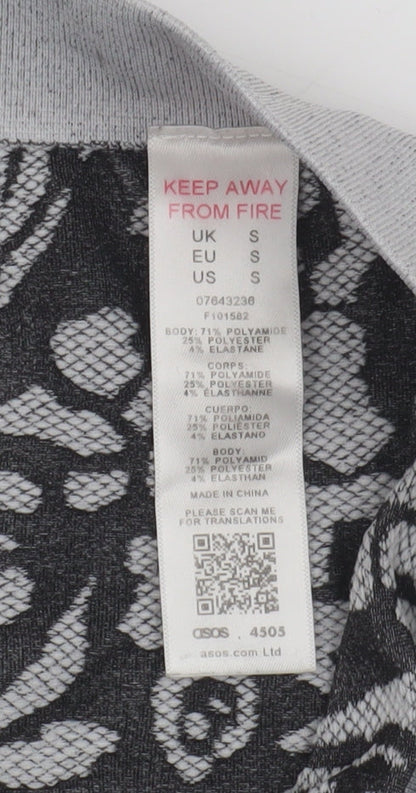 KEEP AWAY
FROM FIRE
UK S
EU S
US S
07643236
F101582
BODY: 71% POLYAMIDE
25% POLYESTER
4% ELASTANE
CORPS:
71% POLYAMIDE
25% POLYESTER
4% ÉLASTHANNE
CUERPO:
71% POLIAMIDA
25% POLIÉSTER
4% ELASTANO
BODY:
71% POLYAMID
25% POLYESTER
4% ELASTHAN
MADE IN CHINA
PLEASE SCAN ME
FOR TRANSLATIONS
asos . 4505
asos.com Ltd